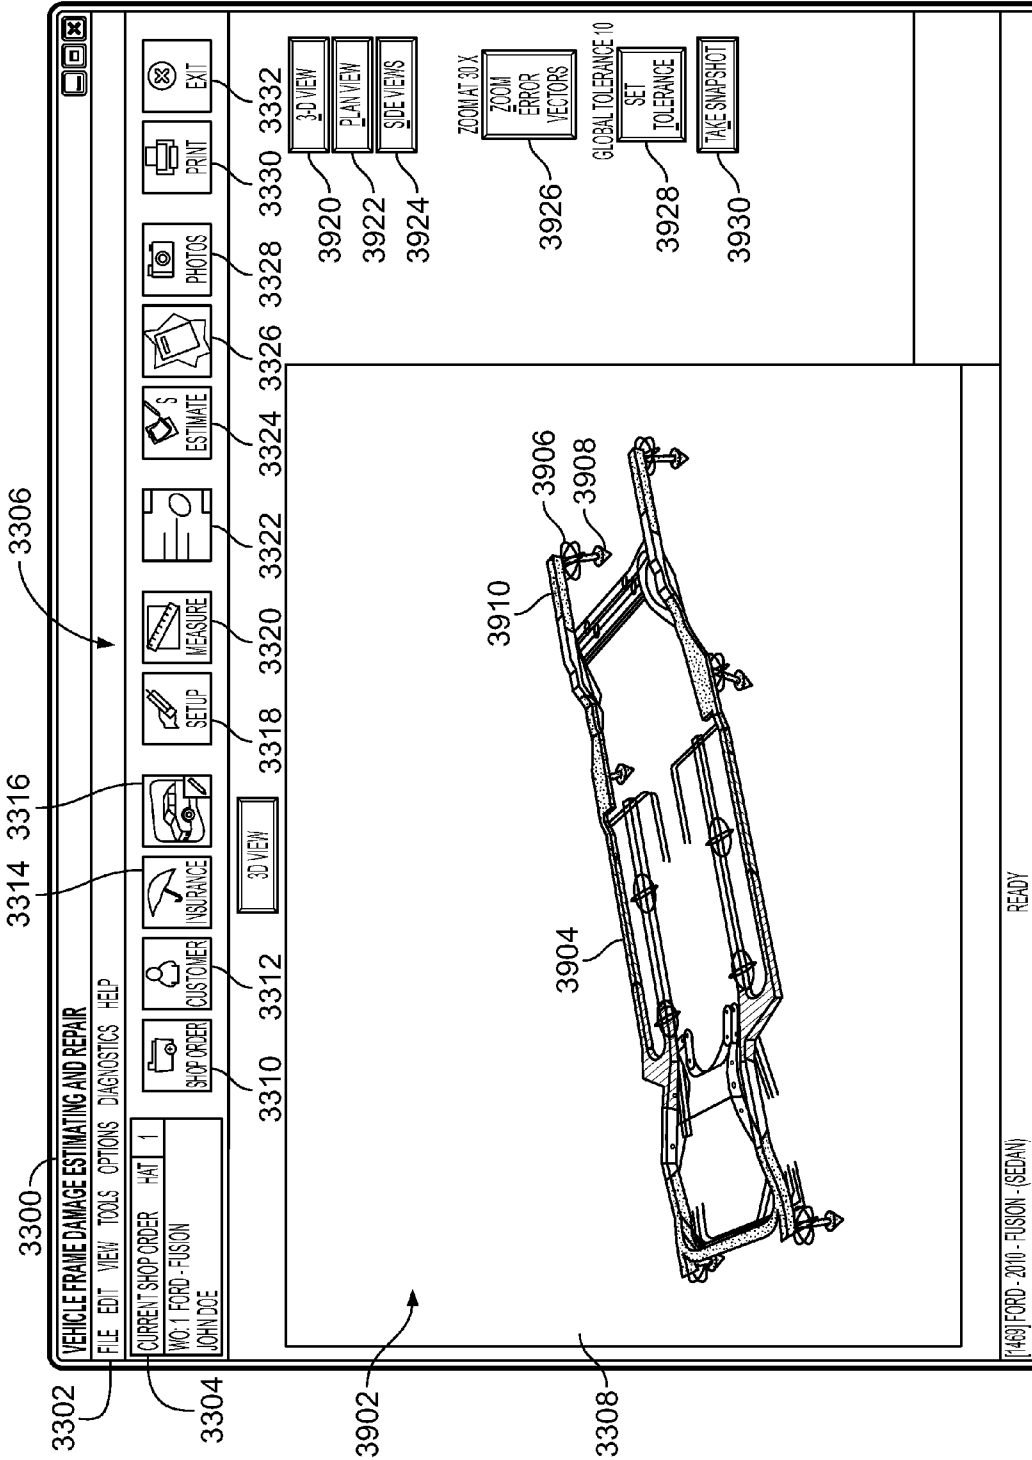 3300
3314
3316
3306
VEHICLE FRAME DAMAGE ESTIMATING AND REPAIR
3302
FILE EDIT VIEW TOOLS OPTIONS DIAGNOSTICS HELP
3304
CURRENT SHOP ORDER HAT 1
WO: 1 FORD - FUSION
JOHN DOE
SHOP ORDER
CUSTOMER
INSURANCE
SETUP
MEASURE
S
ESTIMATE
PHOTOS
PRINT
EXIT
3310
3312
3318
3320
3322
3324
3326
3328
3330
3332
3D VIEW
3902
3308
3904
3910
3906
3908
3-D VIEW
3920
PLAN VIEW
3922
SIDE VIEWS
3924
ZOOM AT 30 X
ZOOM
ERROR
VECTORS
3926
GLOBAL TOLERANCE 10
SET
TOLERANCE
3928
TAKE SNAPSHOT
3930
[1469] FORD - 2010 - FUSION - (SEDAN)
READY